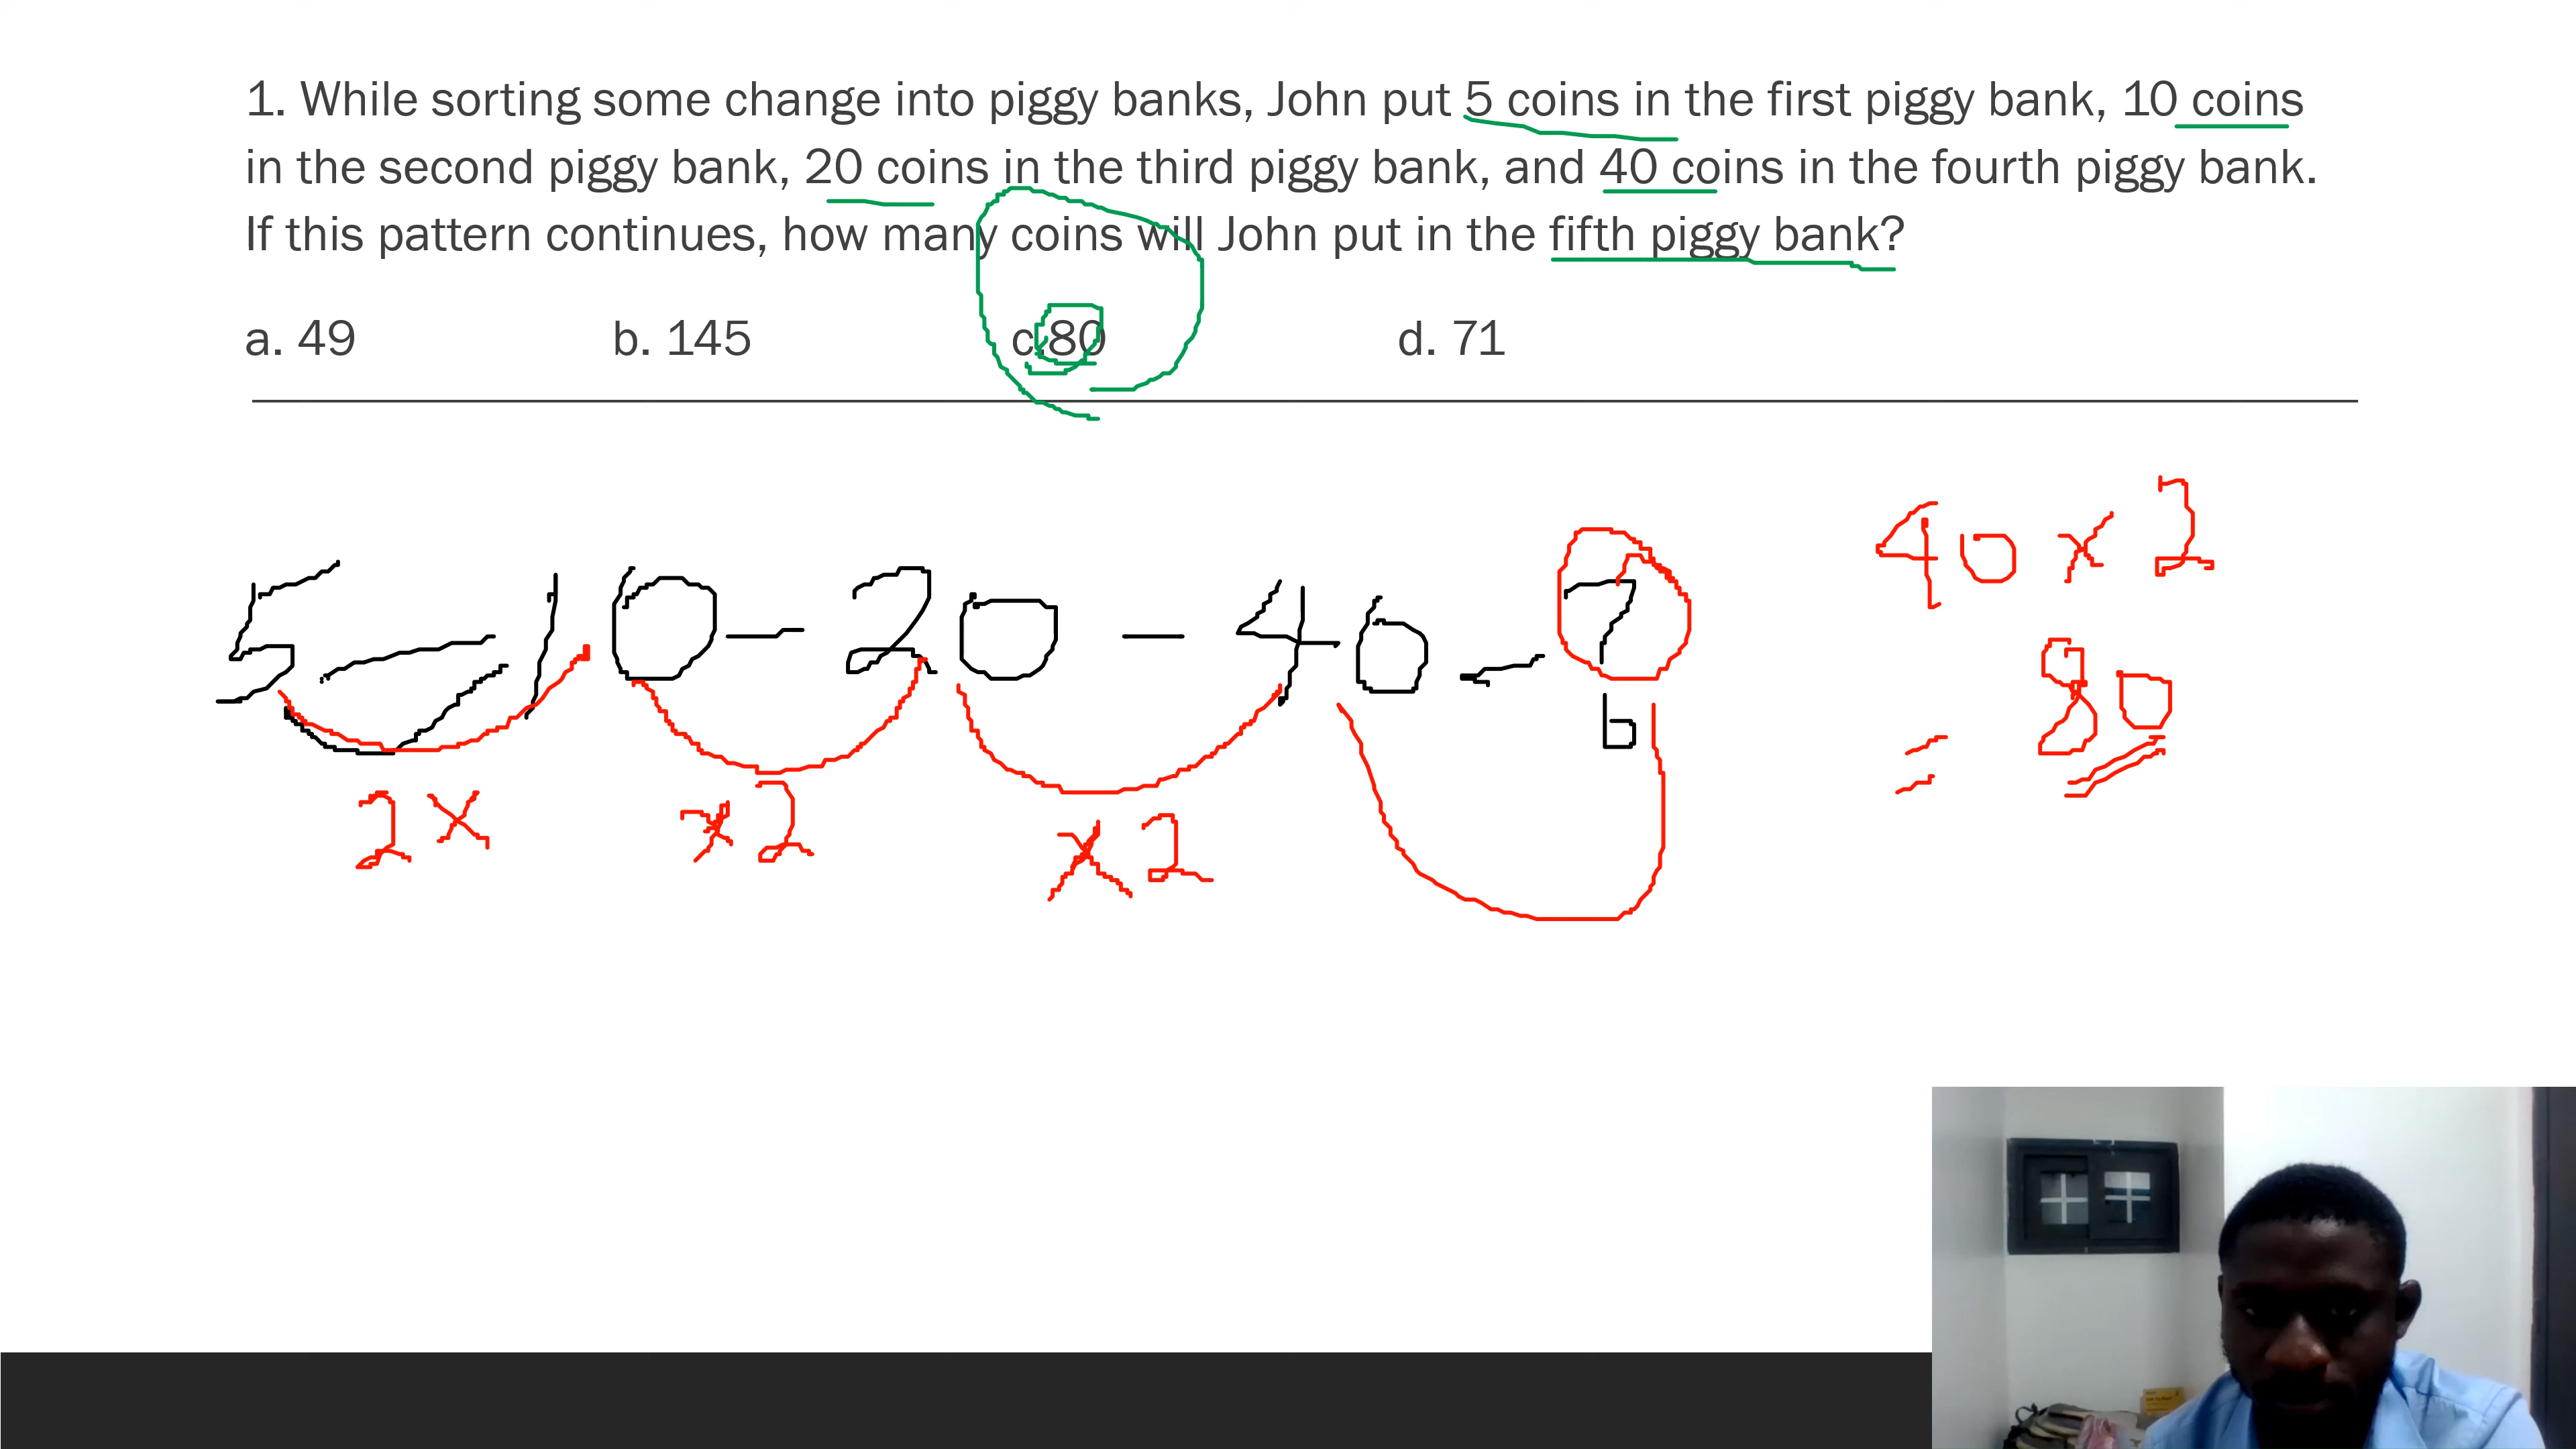 1. While sorting some change into piggy banks, John put 5 coins in the first piggy bank, 10 coins
in the second piggy bank, 20 coins in the third piggy bank, and 40 coins in the fourth piggy bank.
If this pattern continues, how many coins will John put in the fifth piggy bank?
a. 49 b. 145 c. 80 d. 71
40 x 2
5 – 10 – 20 – 40 – ?
= 80
2x x2 x2